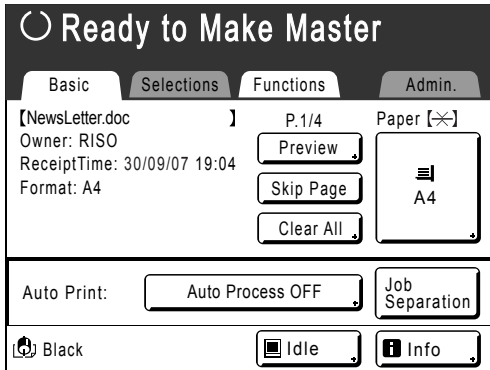 Ready to Make Master
Basic Selections Functions Admin.
【NewsLetter.doc 】 P.1/4 Paper【】
Owner: RISO
ReceiptTime: 30/09/07 19:04
Format: A4
Preview
Skip Page
Clear All
A4
Auto Print: Auto Process OFF Job
Separation
Black Idle Info